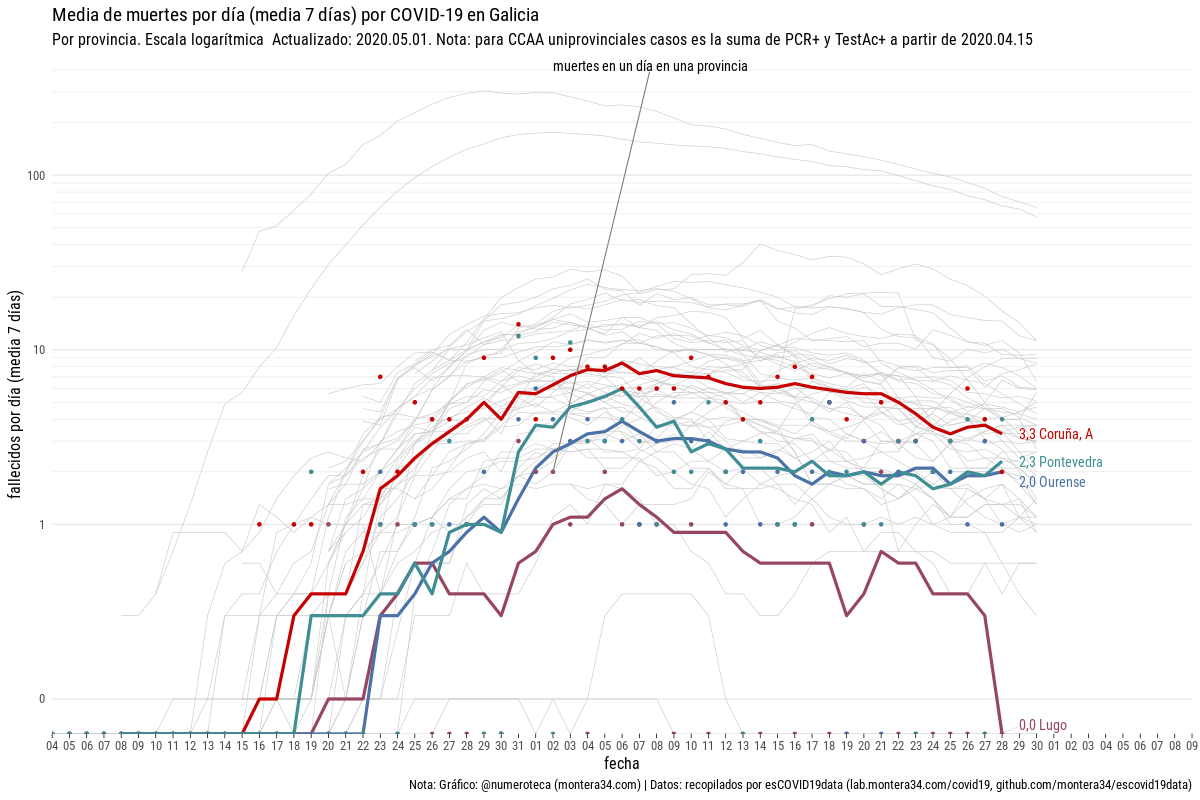 Media de muertes por día (media 7 días) por COVID-19 en Galicia
Por provincia. Escala logarítmica  Actualizado: 2020.05.01. Nota: para CCAA uniprovinciales casos es la suma de PCR+ y TestAc+ a partir de 2020.04.15
muertes en un día en una provincia
fallecidos por día (media  7 días)
100
10
1
0
3,3 Coruña, A
2,3 Pontevedra
2,0 Ourense
0,0 Lugo
04 05 06 07 08 09 10 11 12 13 14 15 16 17 18 19 20 21 22 23 24 25 26 27 28 29 30 31 01 02 03 04 05 06 07 08 09 10 11 12 13 14 15 16 17 18 19 20 21 22 23 24 25 26 27 28 29 30 01 02 03 04 05 06 07 08 09
fecha
Nota: Gráfico: @numeroteca (montera34.com) | Datos: recopilados por esCOVID19data (lab.montera34.com/covid19, github.com/montera34/escovid19data)